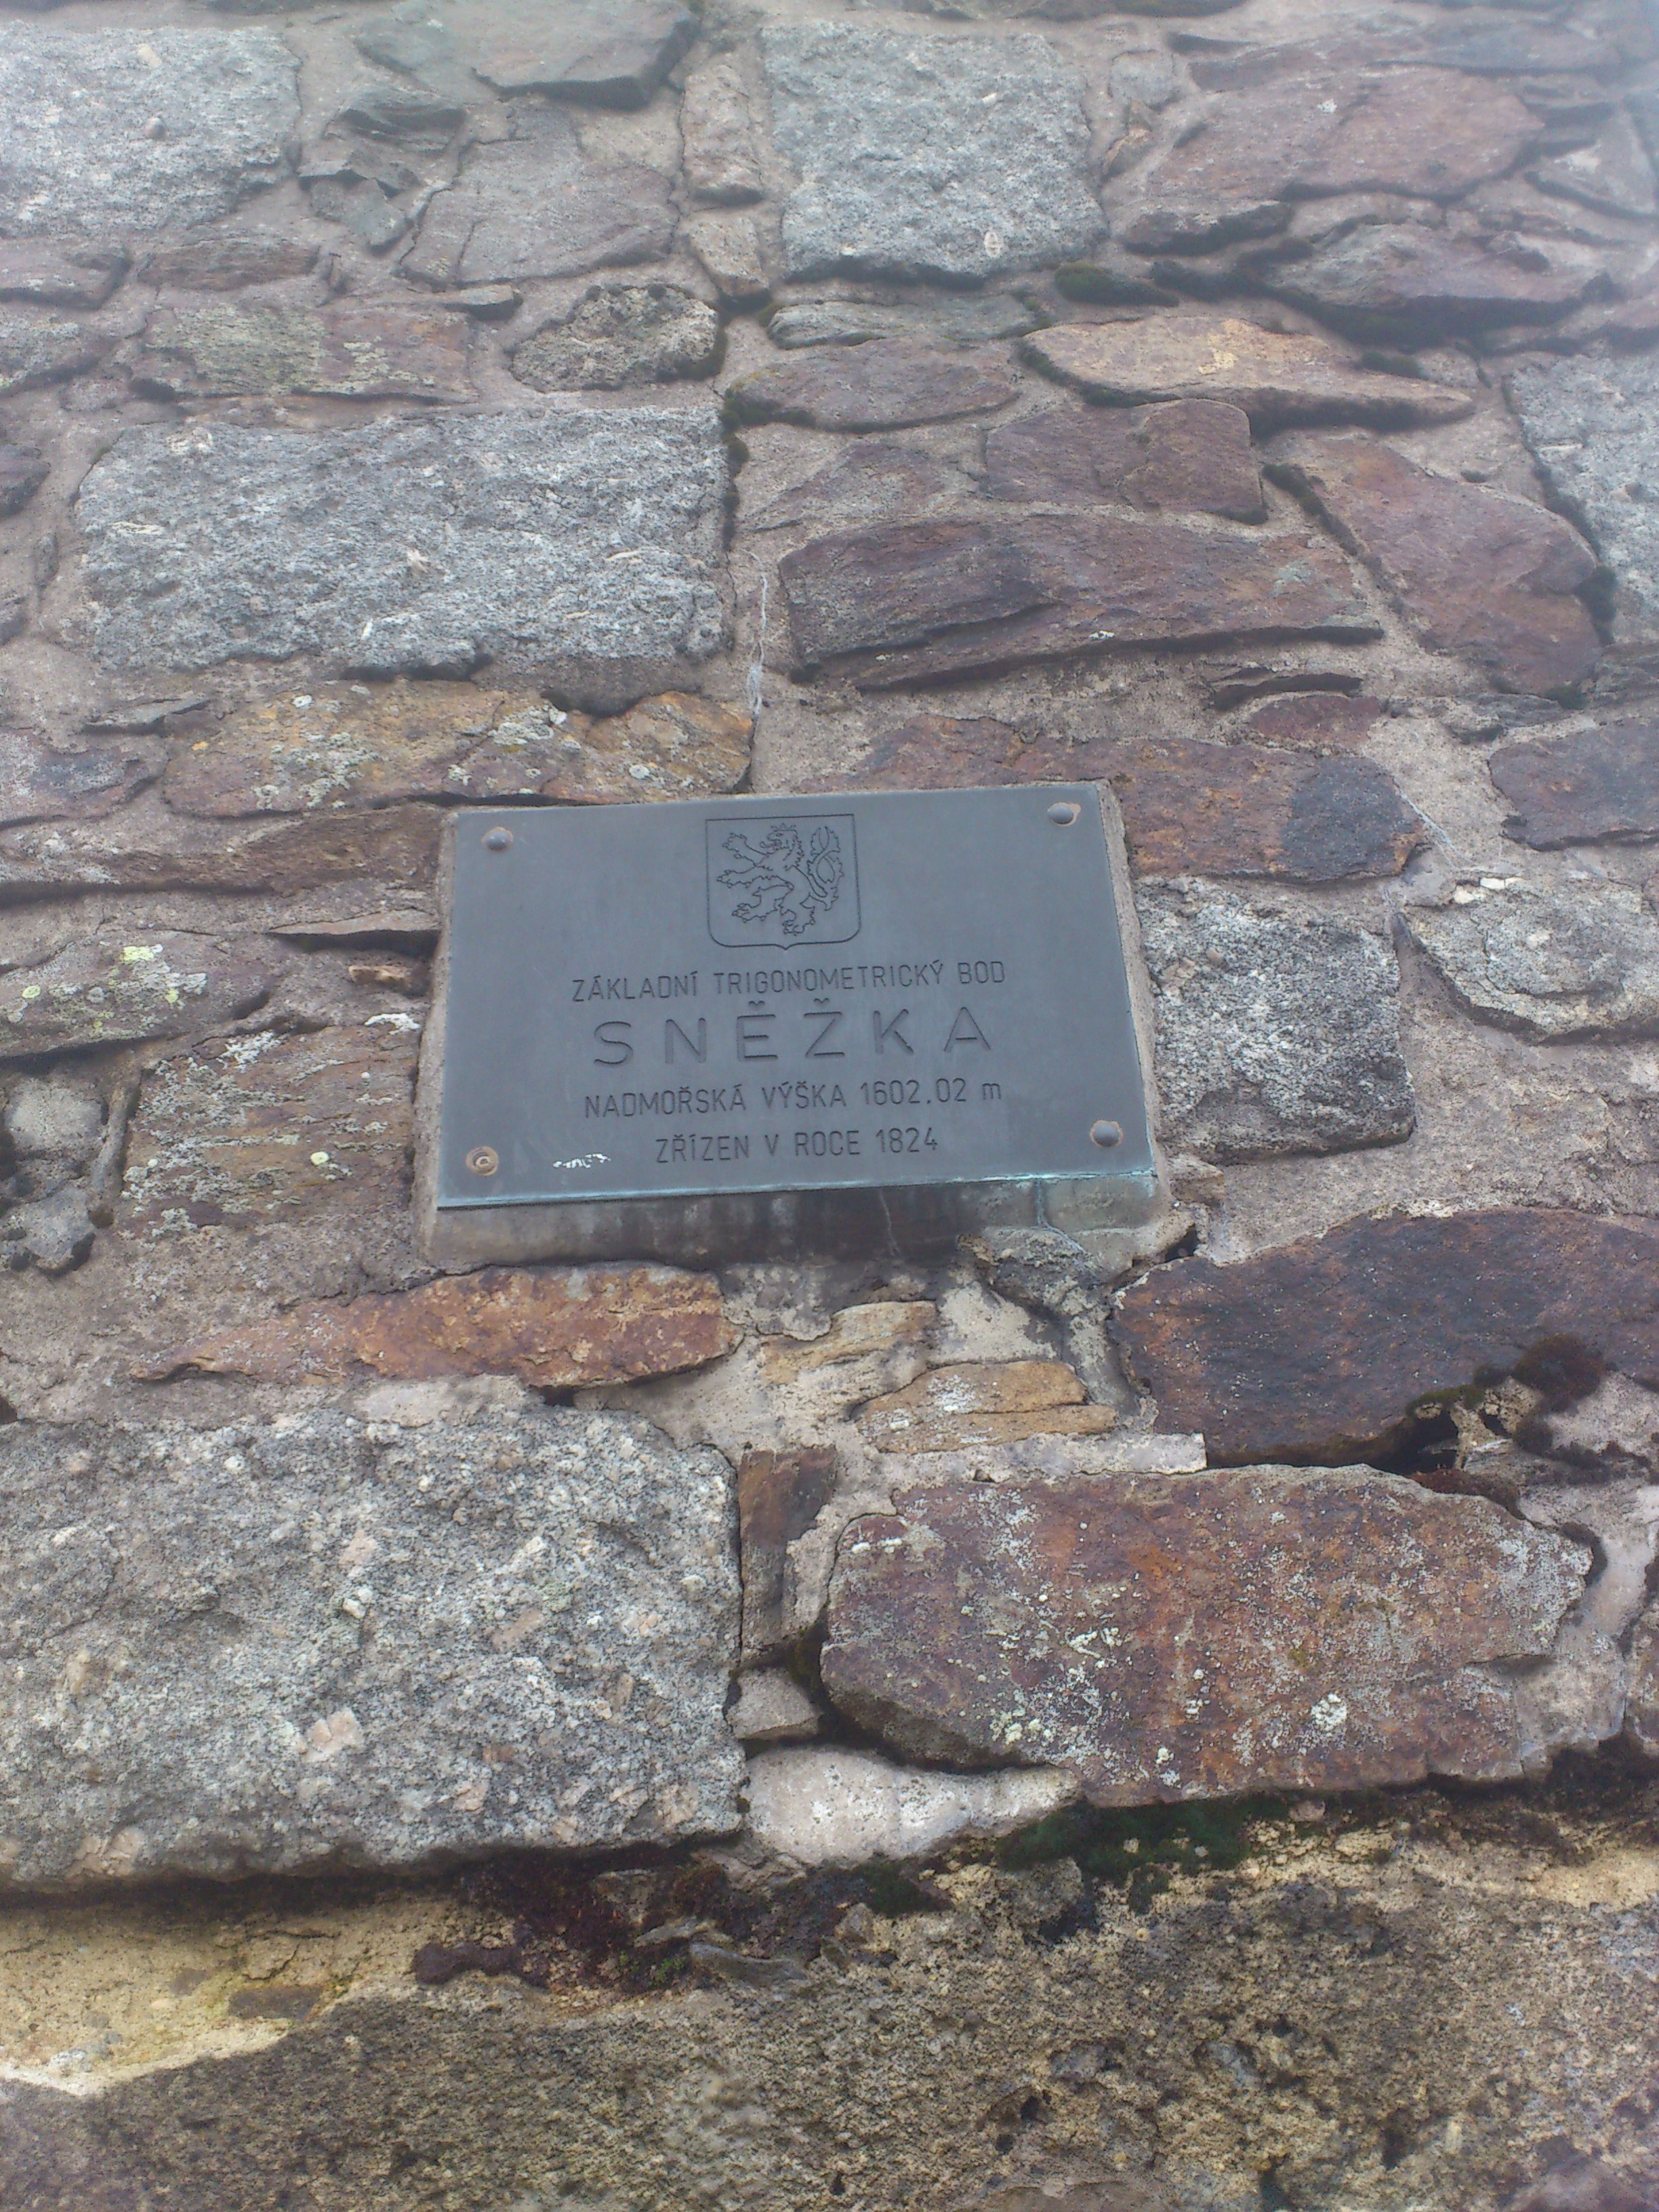 ZÁKLADNÍ TRIGONOMETRICKÝ BOD
SNĚŽKA
NADMOŘSKÁ VÝŠKA 1602.02 m
ZŘÍZEN V ROCE 1824